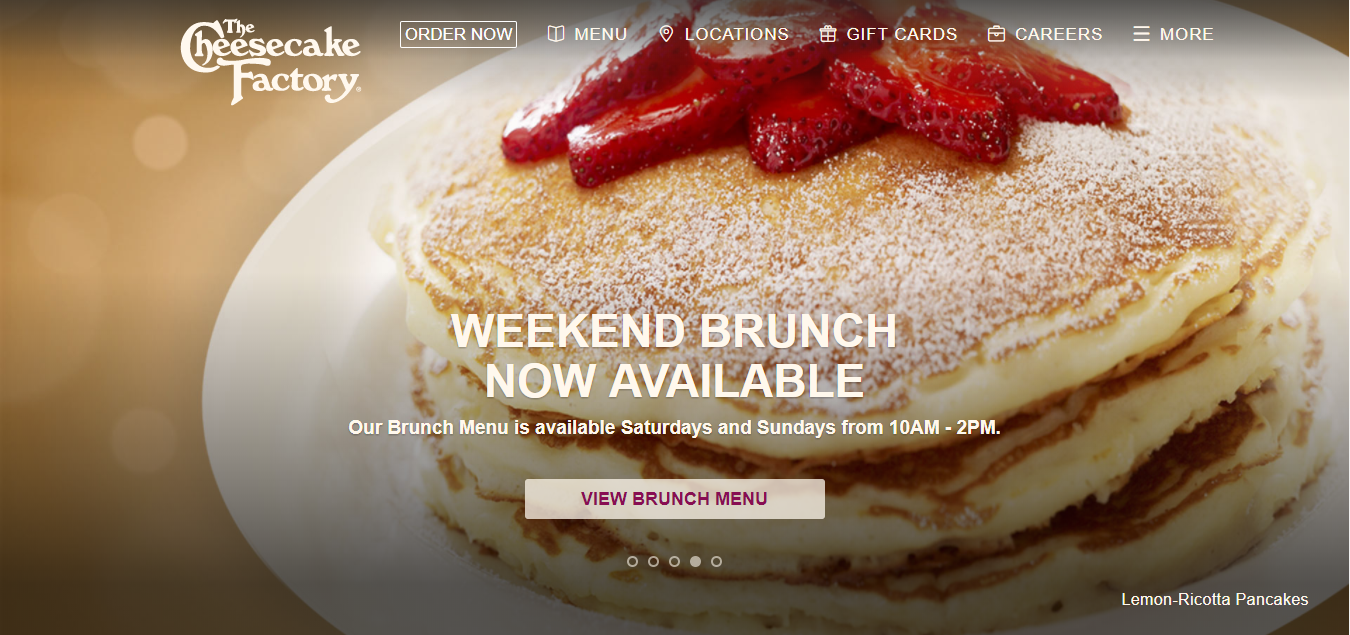 The
Cheesecake
Factory®
ORDER NOW
MENU
LOCATIONS
GIFT CARDS
CAREERS
MORE
WEEKEND BRUNCH
NOW AVAILABLE
Our Brunch Menu is available Saturdays and Sundays from 10AM - 2PM.
VIEW BRUNCH MENU
Lemon-Ricotta Pancakes